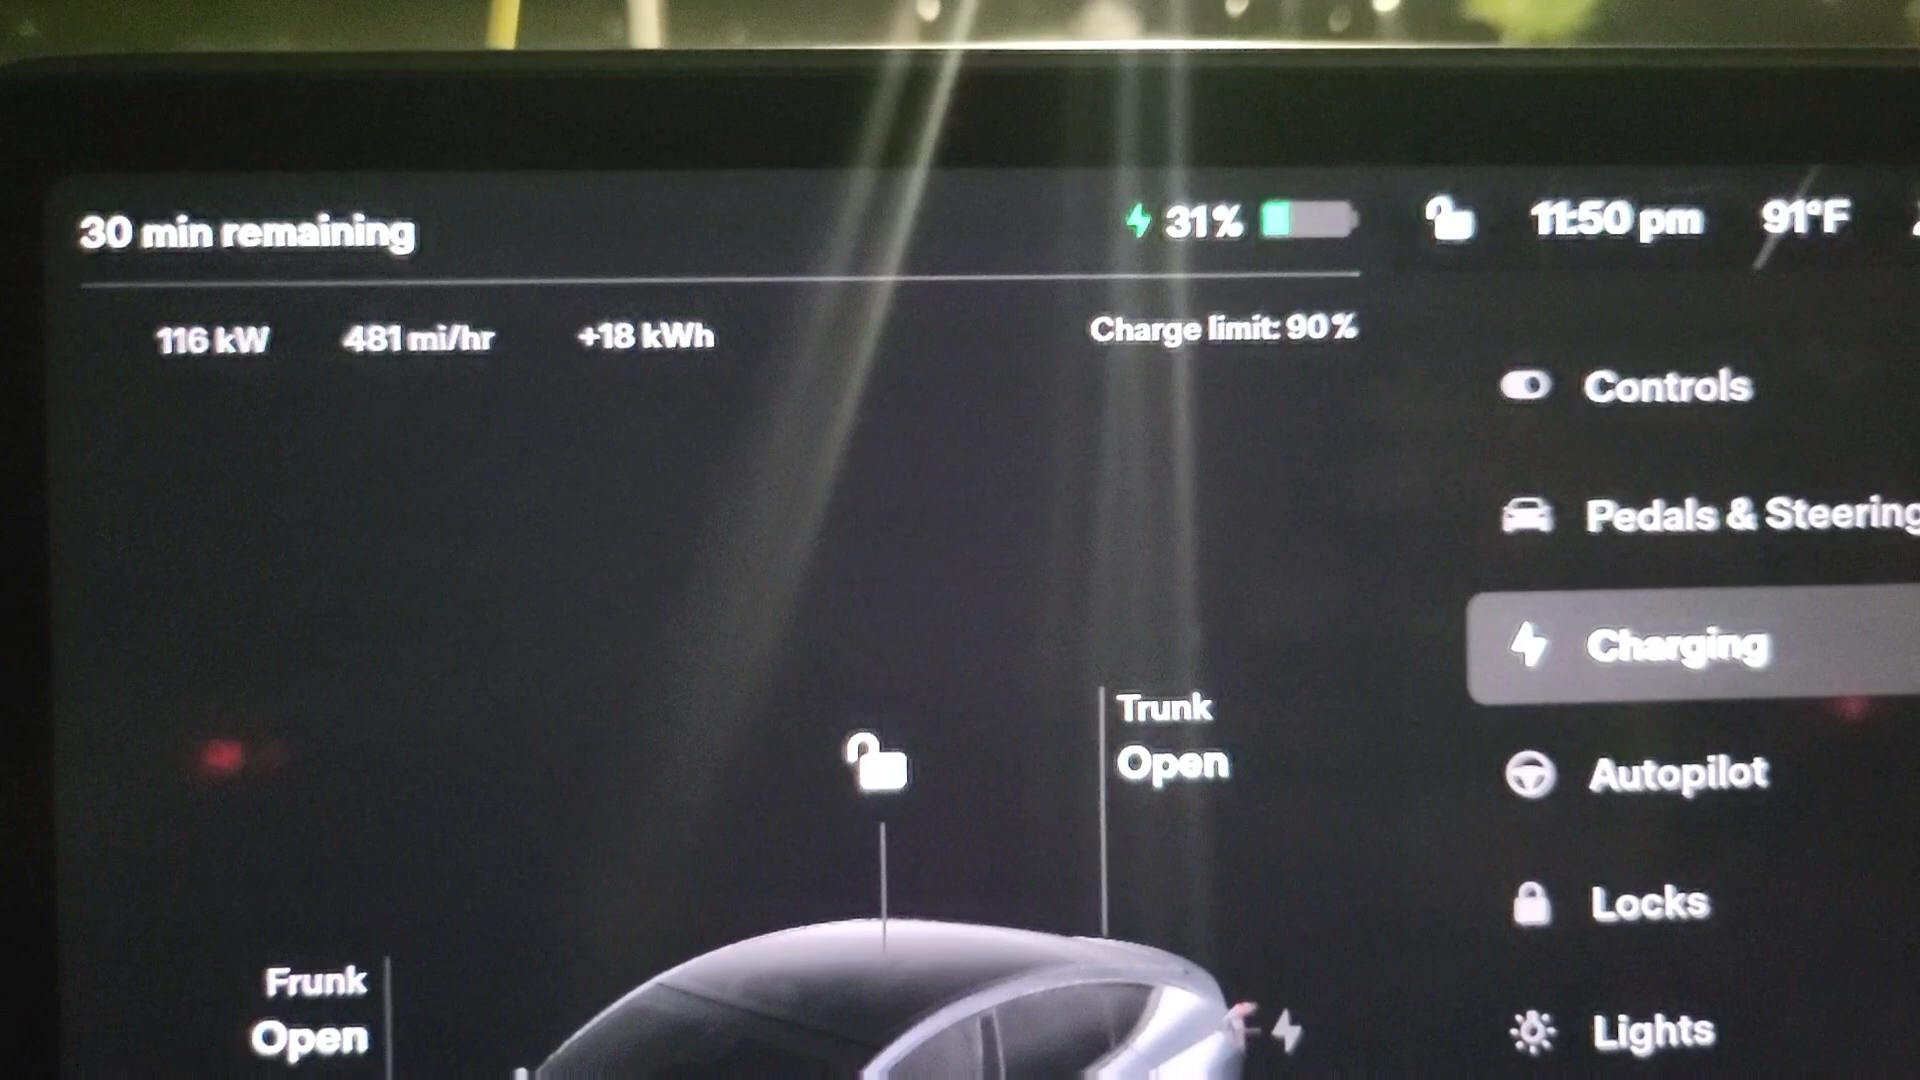 30 min remaining
31%
11:50 pm
91°F
116 kW
481 mi/hr
+18 kWh
Charge limit: 90%
Controls
Pedals & Steering
Charging
Trunk
Open
Autopilot
Locks
Frunk
Open
Lights